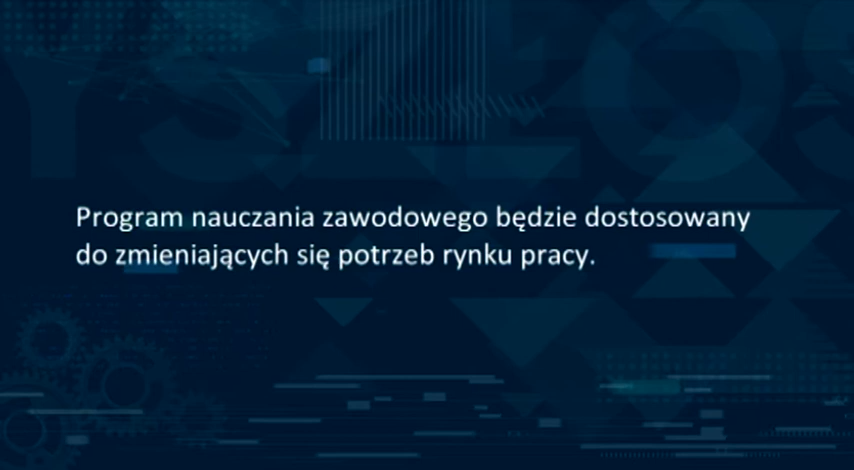 Program nauczania zawodowego będzie dostosowany
do zmieniających się potrzeb rynku pracy.